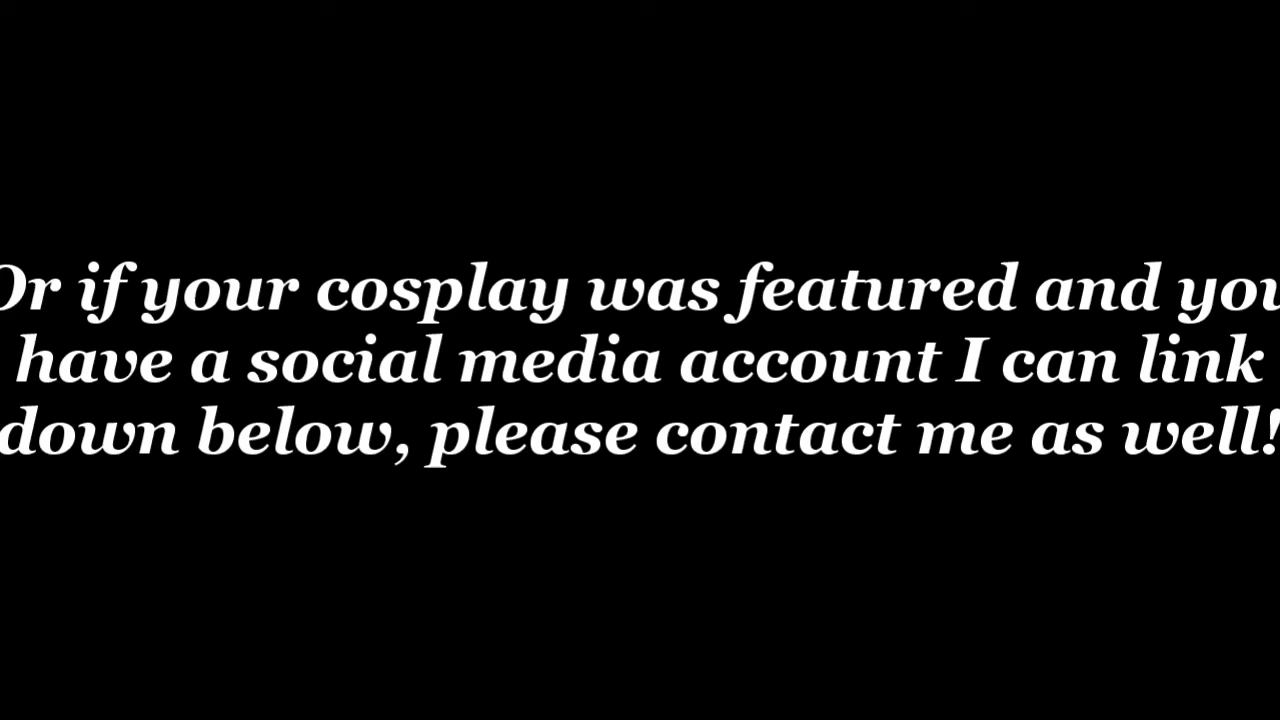 Or if your cosplay was featured and you
have a social media account I can link
down below, please contact me as well!